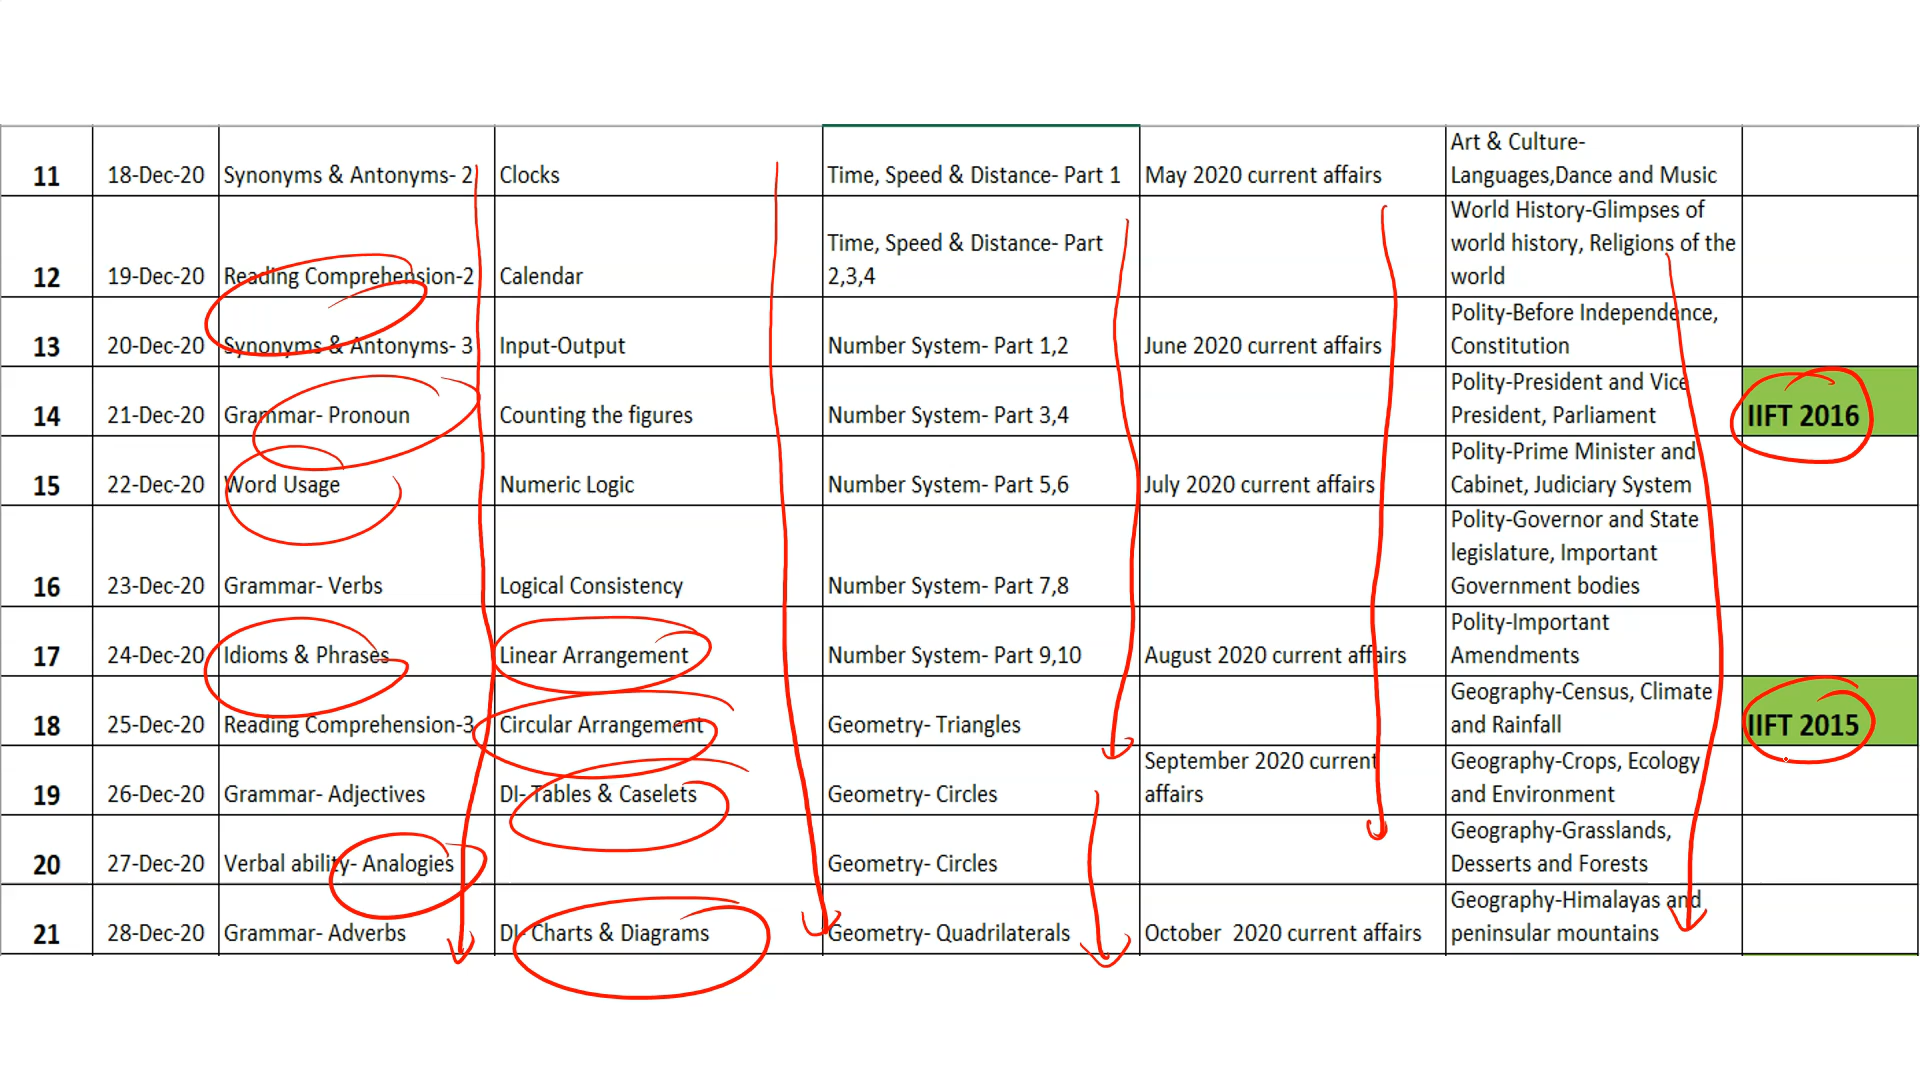 Art & Culture-
11 18-Dec-20 Synonyms & Antonyms- 2 Clocks Time, Speed & Distance- Part 1 May 2020 current affairs Languages,Dance and Music
World History-Glimpses of
Time, Speed & Distance- Part world history, Religions of the
12 19-Dec-20 Reading Comprehension-2 Calendar 2,3,4 world
Polity-Before Independence,
13 20-Dec-20 Synonyms & Antonyms- 3 Input-Output Number System- Part 1,2 June 2020 current affairs Constitution
Polity-President and Vice
14 21-Dec-20 Grammar- Pronoun Counting the figures Number System- Part 3,4 President, Parliament IIFT 2016
Polity-Prime Minister and
15 22-Dec-20 Word Usage Numeric Logic Number System- Part 5,6 July 2020 current affairs Cabinet, Judiciary System
Polity-Governor and State
legislature, Important
16 23-Dec-20 Grammar- Verbs Logical Consistency Number System- Part 7,8 Government bodies
Polity-Important
17 24-Dec-20 Idioms & Phrases Linear Arrangement Number System- Part 9,10 August 2020 current affairs Amendments
Geography-Census, Climate
18 25-Dec-20 Reading Comprehension-3 Circular Arrangement Geometry- Triangles and Rainfall IIFT 2015
September 2020 current Geography-Crops, Ecology
19 26-Dec-20 Grammar- Adjectives DI- Tables & Caselets Geometry- Circles affairs and Environment
Geography-Grasslands,
20 27-Dec-20 Verbal ability- Analogies Geometry- Circles Desserts and Forests
Geography-Himalayas and
21 28-Dec-20 Grammar- Adverbs DI- Charts & Diagrams Geometry- Quadrilaterals October 2020 current affairs peninsular mountains